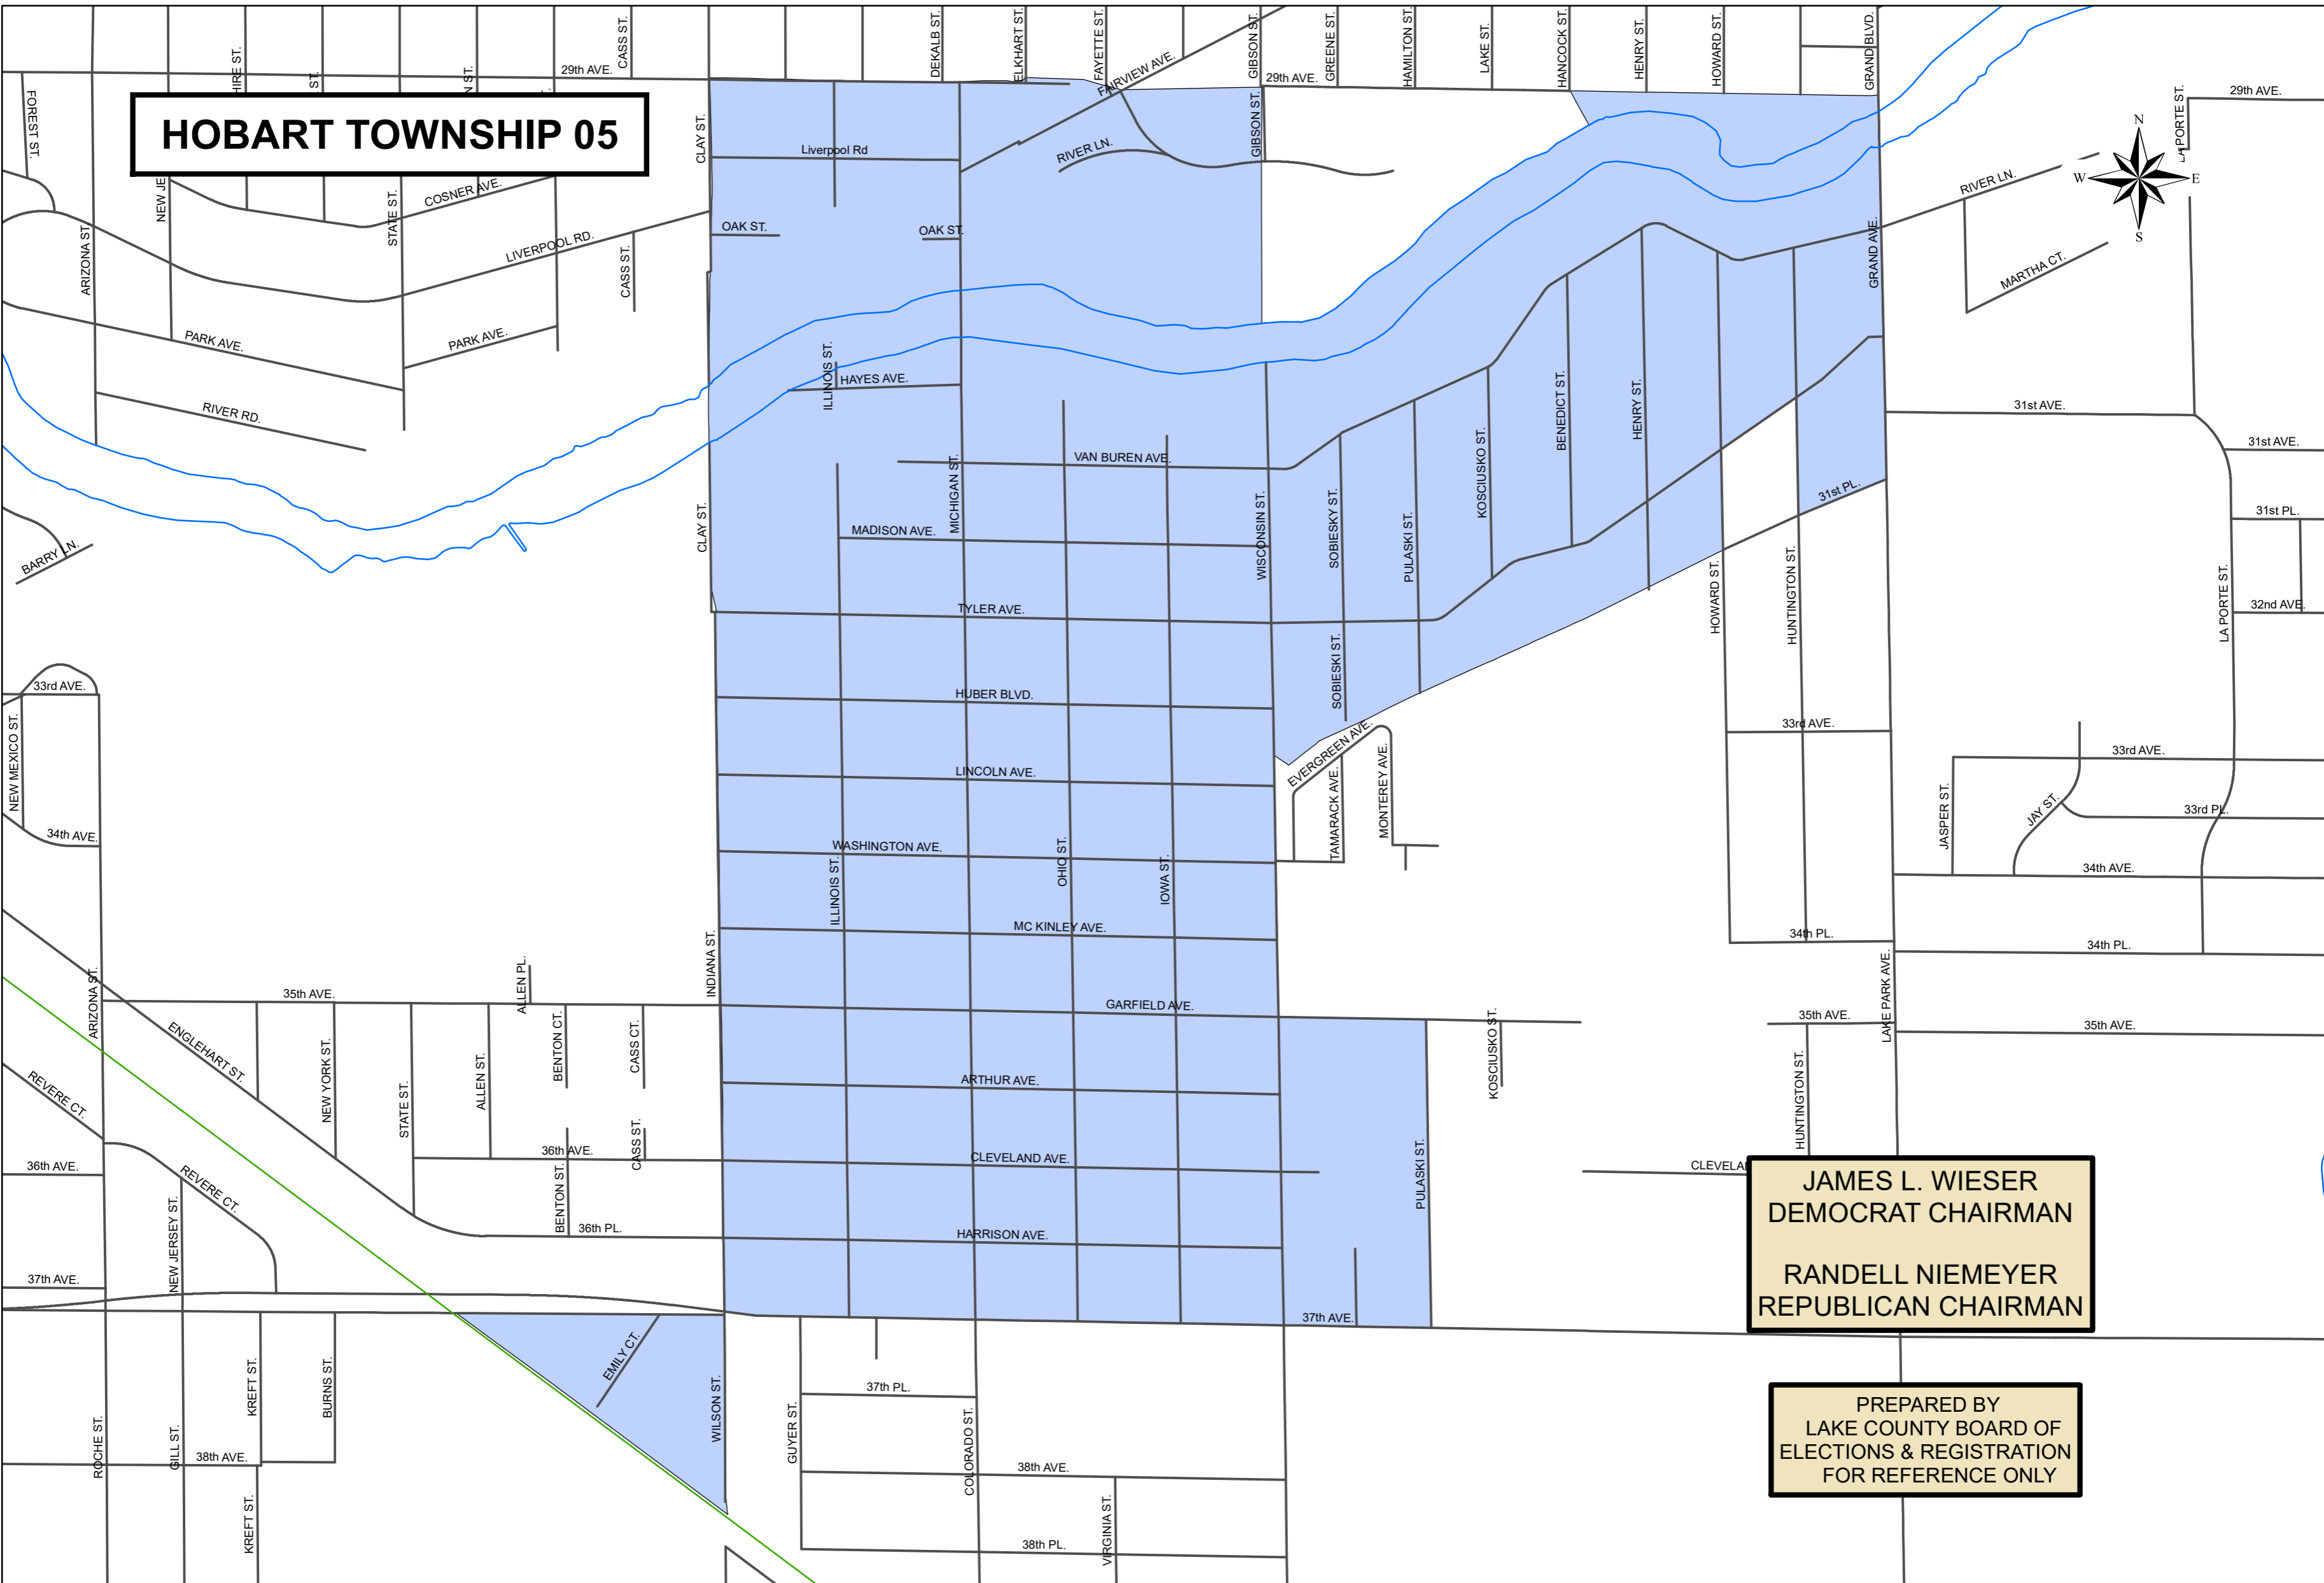 CASS ST.
DEKALB ST.
ELKHART ST.
FAYETTE ST.
GIBSON ST.
GREENE ST.
HAMILTON ST.
LAKE ST.
HANCOCK ST.
HENRY ST.
HOWARD ST.
GRAND BLVD.
29th AVE.
FAIRVIEW AVE.
29th AVE.
29th AVE.
LA PORTE ST.
FOREST ST.
HOBART TOWNSHIP 05
CLAY ST.
Liverpool Rd
RIVER LN.
GIBSON ST.
N
W
E
S
RIVER LN.
COSNER AVE.
STATE ST.
ARIZONA ST.
LIVERPOOL RD.
CASS ST.
OAK ST.
OAK ST.
GRAND AVE.
MARTHA CT.
PARK AVE.
PARK AVE.
RIVER RD.
ILLINOIS ST.
HAYES AVE.
BENEDICT ST.
HENRY ST.
31st AVE.
31st AVE.
VAN BUREN AVE.
KOSCIUSKO ST.
31st PL.
31st PL.
CLAY ST.
MICHIGAN ST.
MADISON AVE.
WISCONSIN ST.
SOBIESKY ST.
PULASKI ST.
BARRY LN.
HOWARD ST.
HUNTINGTON ST.
LA PORTE ST.
TYLER AVE.
32nd AVE.
SOBIESKI ST.
33rd AVE.
HUBER BLVD.
33rd AVE.
33rd AVE.
NEW MEXICO ST.
EVERGREEN AVE.
LINCOLN AVE.
TAMARACK AVE.
MONTEREY AVE.
JASPER ST.
JAY ST.
33rd PL.
34th AVE.
WASHINGTON AVE.
OHIO ST.
IOWA ST.
ILLINOIS ST.
34th AVE.
MC KINLEY AVE.
34th PL.
34th PL.
INDIANA ST.
ARIZONA ST.
35th AVE.
ALLEN PL.
GARFIELD AVE.
LAKE PARK AVE.
35th AVE.
35th AVE.
ENGLEHART ST.
NEW YORK ST.
STATE ST.
ALLEN ST.
BENTON CT.
CASS CT.
KOSCIUSKO ST.
HUNTINGTON ST.
REVERE CT.
ARTHUR AVE.
36th AVE.
36th AVE.
CASS ST.
CLEVELAND AVE.
PULASKI ST.
REVERE CT.
NEW JERSEY ST.
BENTON ST.
36th PL.
HARRISON AVE.
JAMES L. WIESER
DEMOCRAT CHAIRMAN
RANDELL NIEMEYER
REPUBLICAN CHAIRMAN
37th AVE.
37th AVE.
EMILY CT.
KREFT ST.
BURNS ST.
WILSON ST.
GUYER ST.
37th PL.
COLORADO ST.
ROCHE ST.
GILL ST.
38th AVE.
38th AVE.
PREPARED BY
LAKE COUNTY BOARD OF
ELECTIONS & REGISTRATION
FOR REFERENCE ONLY
KREFT ST.
VIRGINIA ST.
38th PL.